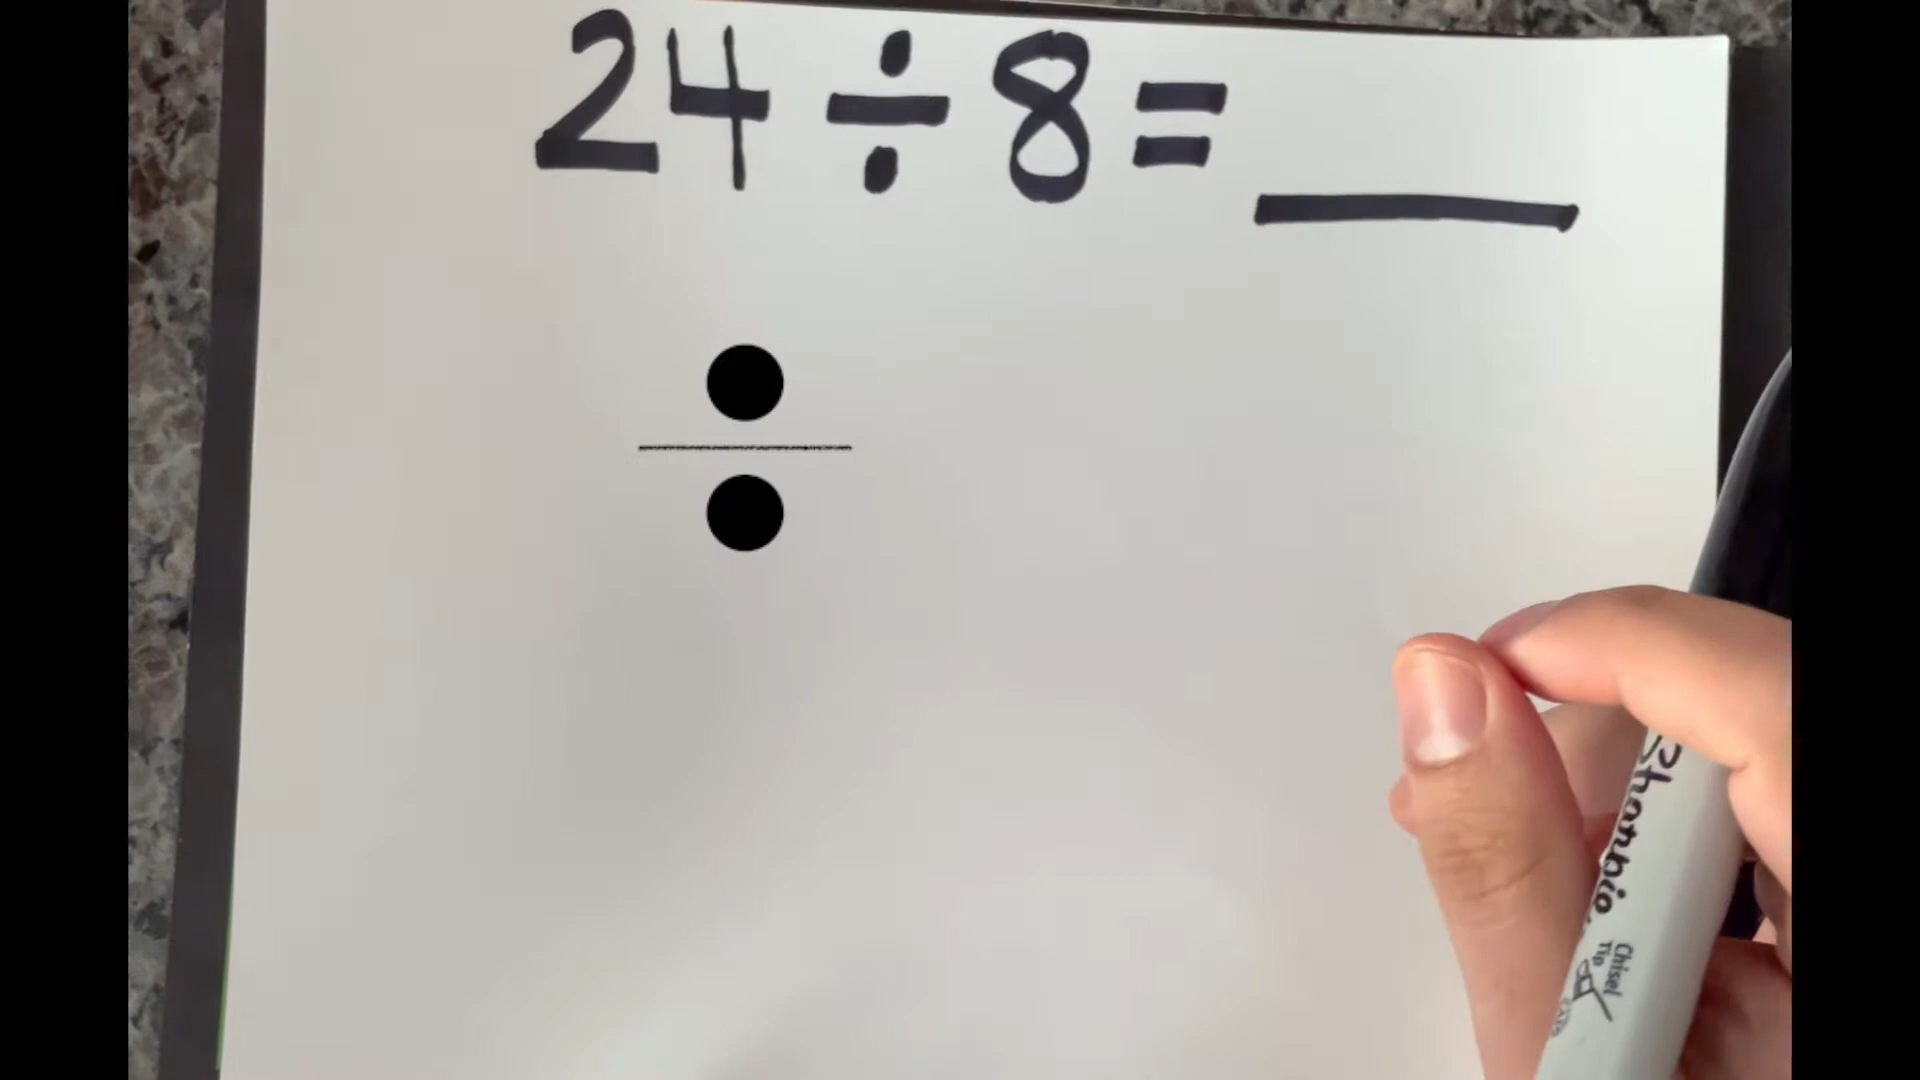 24 ÷ 8 = ___
÷
Sharpie
Chisel
Tip